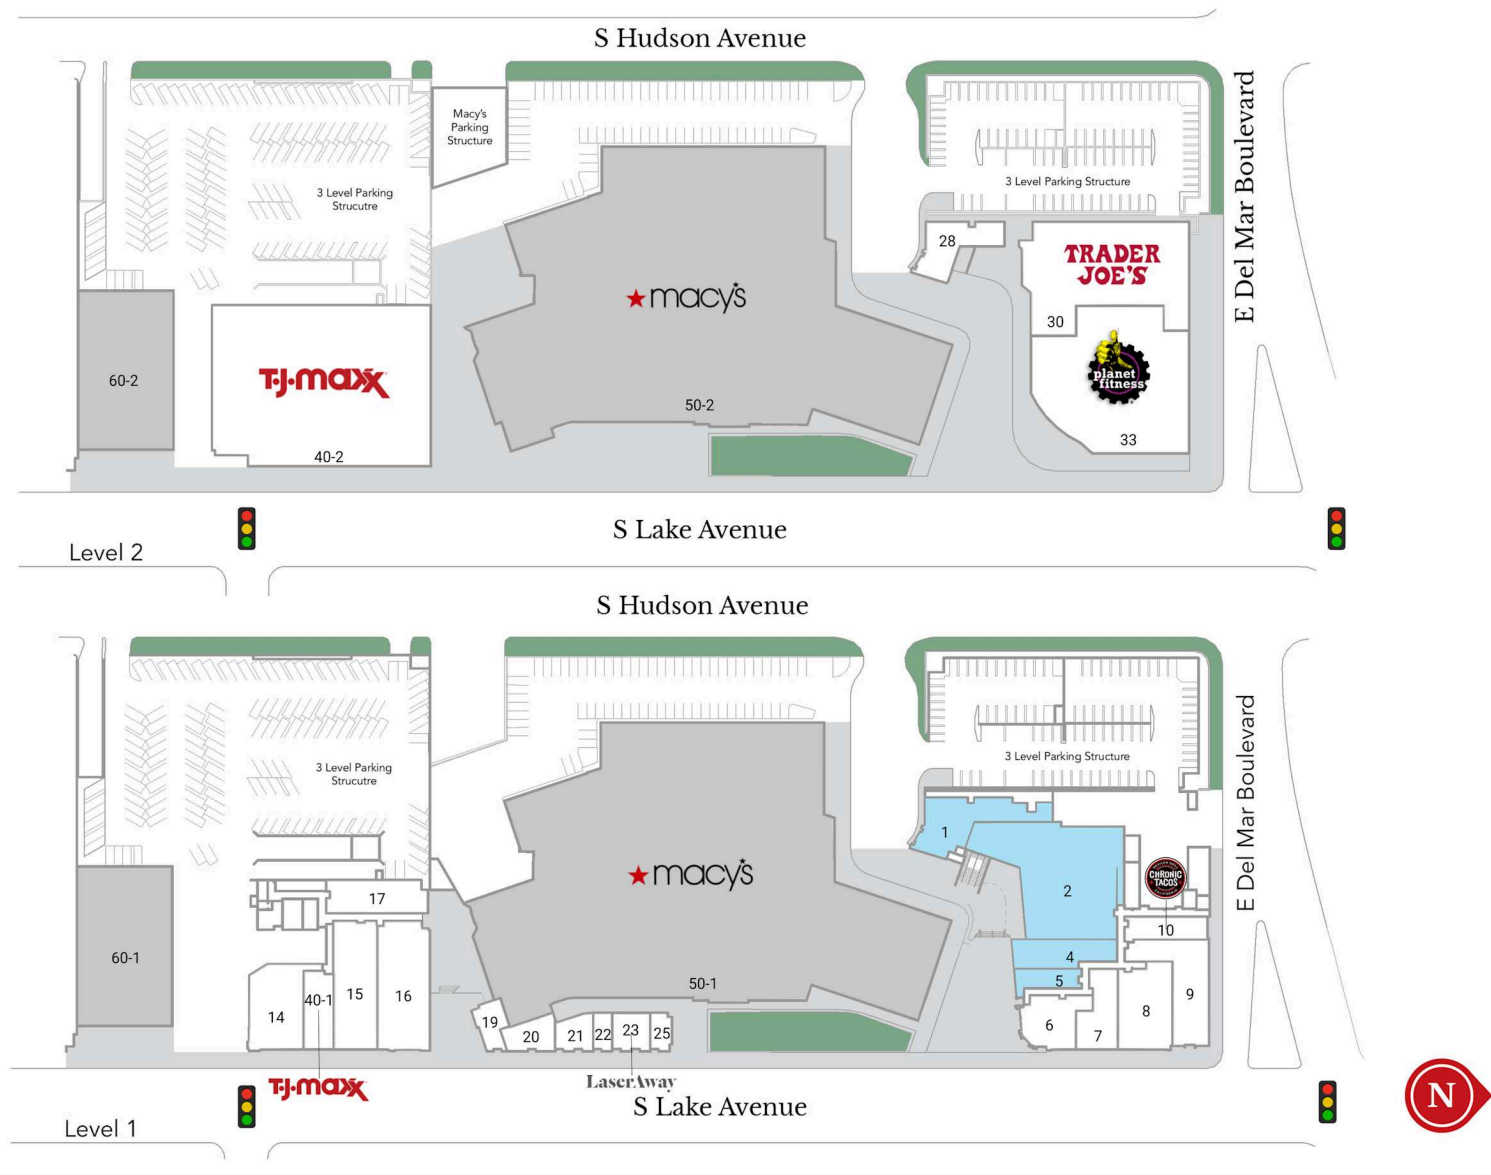 S Hudson Avenue
Macy's
Parking
Structure
3 Level Parking
Strucutre
3 Level Parking Structure
E Del Mar Boulevard
28
TRADER
JOE'S
30
planet
fitness
33
macy's
50-2
60-2
T·J·maxx
40-2
S Lake Avenue
Level 2
S Hudson Avenue
3 Level Parking
Strucutre
3 Level Parking Structure
E Del Mar Boulevard
1
2
CHRONIC
TACOS
10
4
5
6
7
8
9
macy's
50-1
60-1
17
14
40-1
15
16
19
20
21
22
23
25
T·J·maxx
LaserAway
S Lake Avenue
Level 1
N